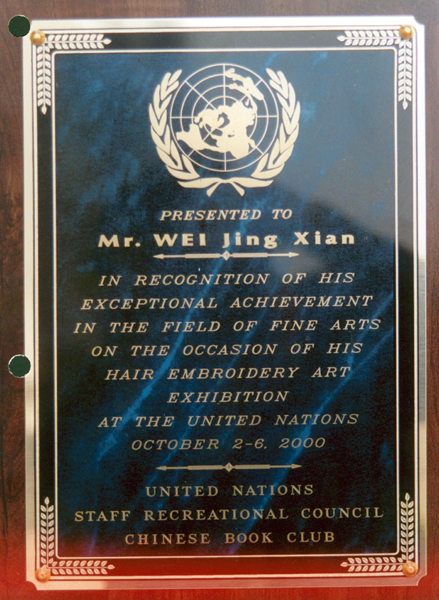 PRESENTED TO
Mr. WEI Jing Xian
IN RECOGNITION OF HIS
EXCEPTIONAL ACHIEVEMENT
IN THE FIELD OF FINE ARTS
ON THE OCCASION OF HIS
HAIR EMBROIDERY ART
EXHIBITION
AT THE UNITED NATIONS
OCTOBER 2-6, 2000
UNITED NATIONS
STAFF RECREATIONAL COUNCIL
CHINESE BOOK CLUB